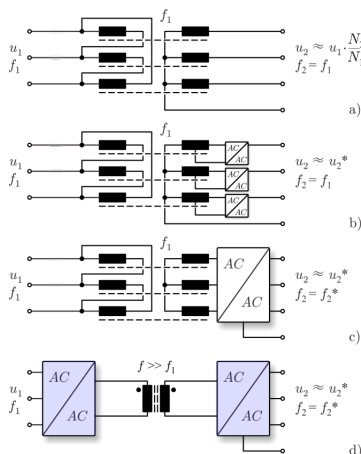 f₁
u₁
f₁
u₂ ≈ u₁·N
f₂ = f₁
a)
f₁
u₁
f₁
AC AC
AC AC
AC AC
u₂ ≈ u₂*
f₂ = f₁
b)
f₁
u₁
f₁
AC
AC
u₂ ≈ u₂*
f₂ = f₂*
c)
f >> f₁
u₁
f₁
AC
AC
AC
AC
u₂ ≈ u₂*
f₂ = f₂*
d)